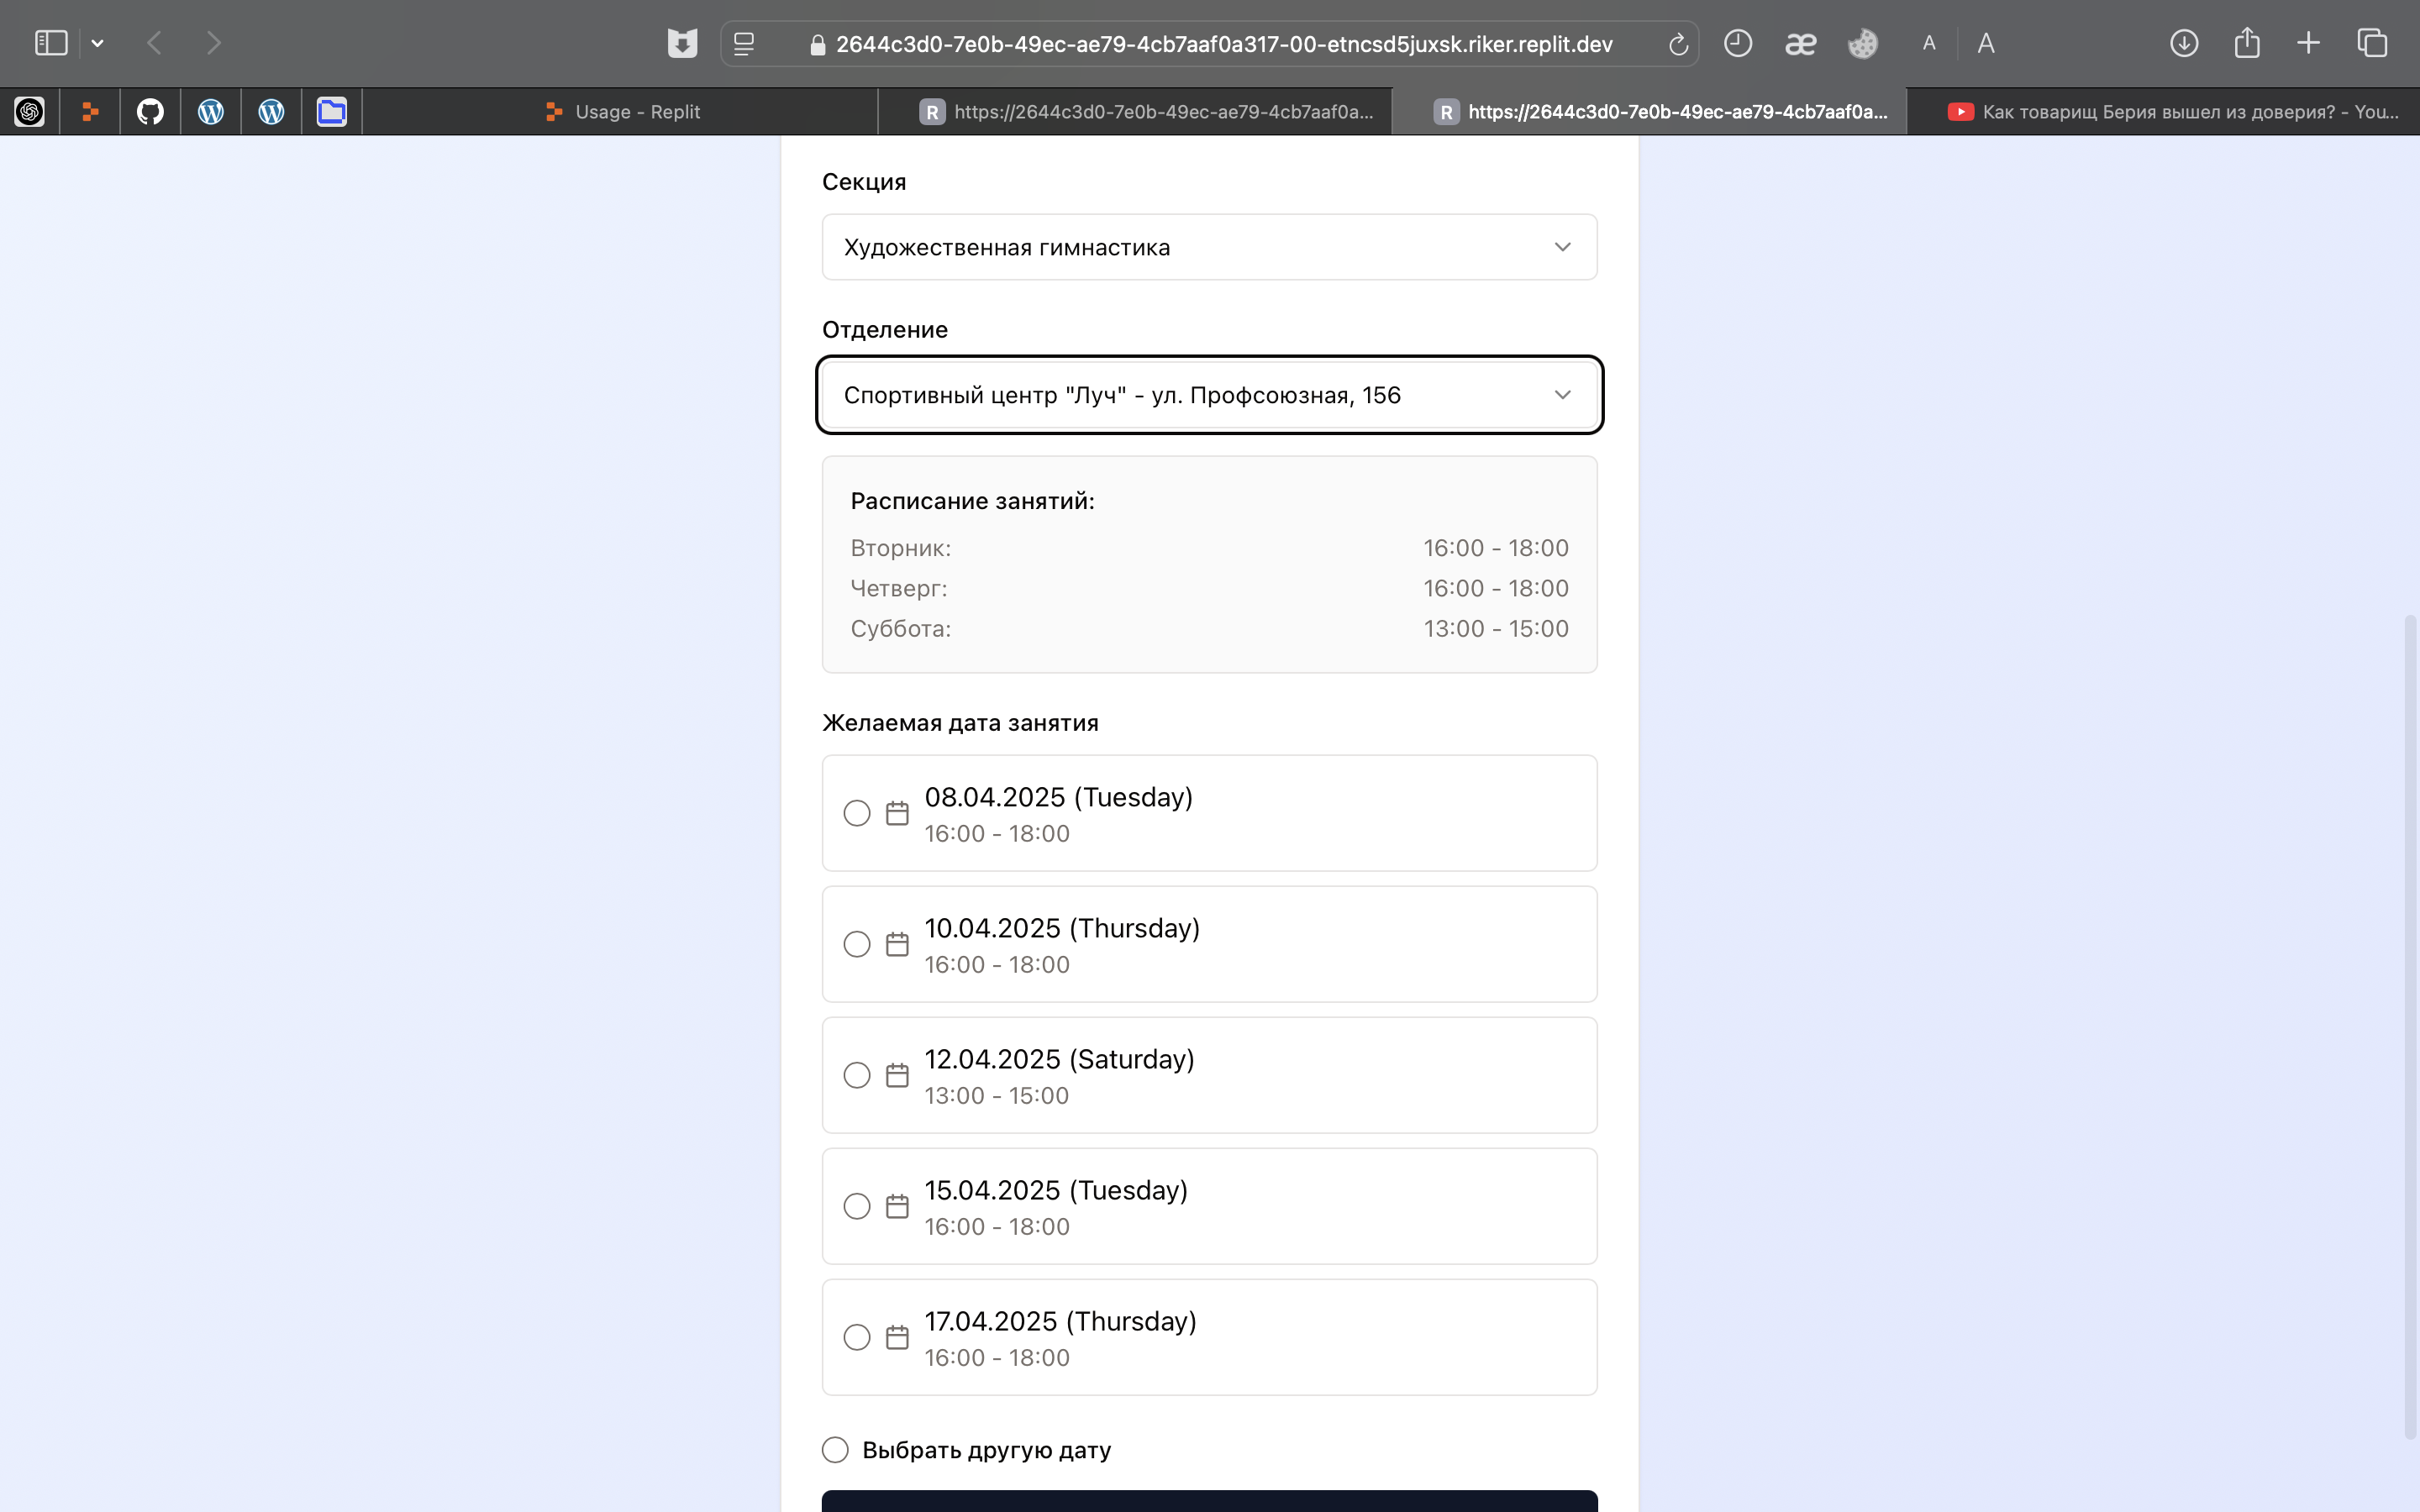 2644c3d0-7e0b-49ec-ae79-4cb7aaf0a317-00-etncsd5juxsk.riker.replit.dev
æ A A
Usage - Replit
R https://2644c3d0-7e0b-49ec-ae79-4cb7aaf0a...
R https://2644c3d0-7e0b-49ec-ae79-4cb7aaf0a...
Как товарищ Берия вышел из доверия? - You...
Секция
Художественная гимнастика
Отделение
Спортивный центр "Луч" - ул. Профсоюзная, 156
Расписание занятий:
Вторник: 16:00 - 18:00
Четверг: 16:00 - 18:00
Суббота: 13:00 - 15:00
Желаемая дата занятия
08.04.2025 (Tuesday)
16:00 - 18:00
10.04.2025 (Thursday)
16:00 - 18:00
12.04.2025 (Saturday)
13:00 - 15:00
15.04.2025 (Tuesday)
16:00 - 18:00
17.04.2025 (Thursday)
16:00 - 18:00
Выбрать другую дату